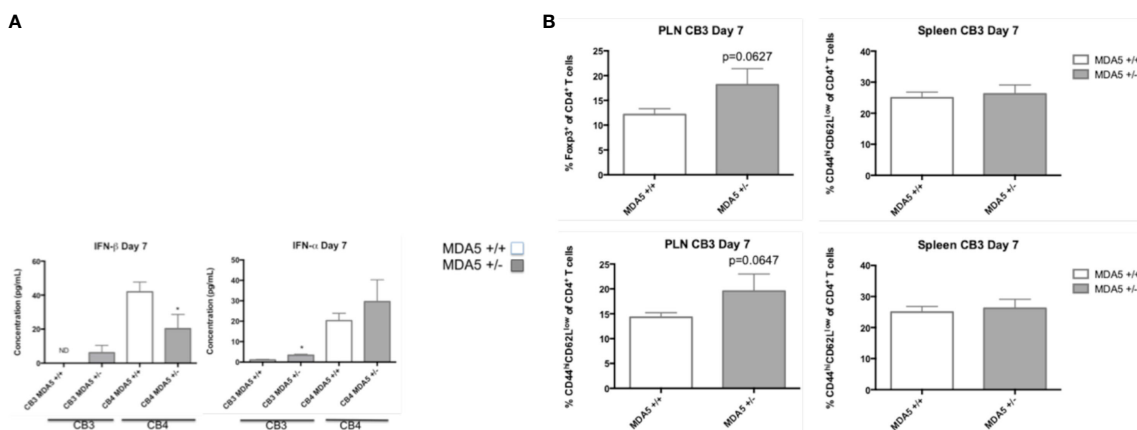 A
IFN-β Day 7
Concentration (pg/mL)
60
40
20
0
ND
*
CB3 MDA5 +/+
CB3 MDA5 +/-
CB4 MDA5 +/+
CB4 MDA5 +/-
CB3
CB4
IFN-α Day 7
Concentration (pg/mL)
50
40
30
20
10
0
*
CB3 MDA5 +/+
CB3 MDA5 +/-
CB4 MDA5 +/+
CB4 MDA5 +/-
CB3
CB4
MDA5 +/+
MDA5 +/-
B
PLN CB3 Day 7
% Foxp3⁺ of CD4⁺ T cells
25
20
15
10
5
0
p=0.0627
MDA5 +/+
MDA5 +/-
Spleen CB3 Day 7
% CD44ʰⁱCD62Lˡᵒʷ of CD4⁺ T cells
40
30
20
10
0
MDA5 +/+
MDA5 +/-
MDA5 +/+
MDA5 +/-
PLN CB3 Day 7
% CD44ʰⁱCD62Lˡᵒʷ of CD4⁺ T cells
25
20
15
10
5
0
p=0.0647
MDA5 +/+
MDA5 +/-
Spleen CB3 Day 7
% CD44ʰⁱCD62Lˡᵒʷ of CD4⁺ T cells
40
30
20
10
0
MDA5 +/+
MDA5 +/-
MDA5 +/+
MDA5 +/-